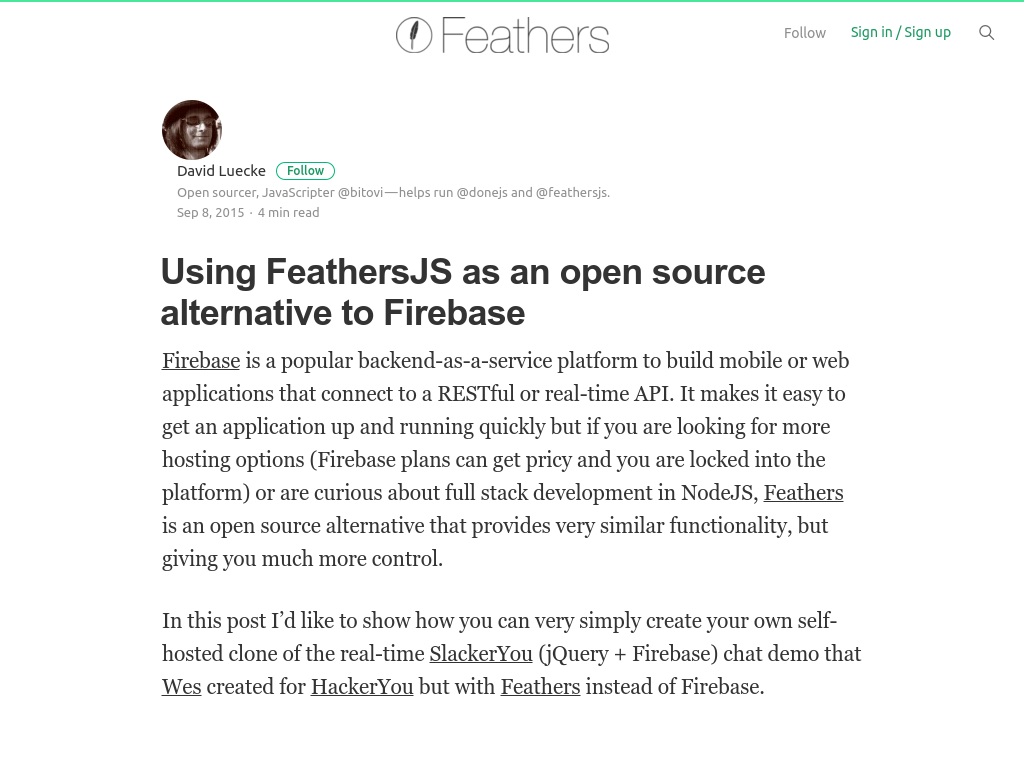 Feathers
Follow
Sign in / Sign up
David Luecke
Follow
Open sourcer, JavaScripter @bitovi — helps run @donejs and @feathersjs.
Sep 8, 2015 · 4 min read
Using FeathersJS as an open source
alternative to Firebase
Firebase is a popular backend-as-a-service platform to build mobile or web
applications that connect to a RESTful or real-time API. It makes it easy to
get an application up and running quickly but if you are looking for more
hosting options (Firebase plans can get pricy and you are locked into the
platform) or are curious about full stack development in NodeJS, Feathers
is an open source alternative that provides very similar functionality, but
giving you much more control.
In this post I’d like to show how you can very simply create your own self-
hosted clone of the real-time SlackerYou (jQuery + Firebase) chat demo that
Wes created for HackerYou but with Feathers instead of Firebase.